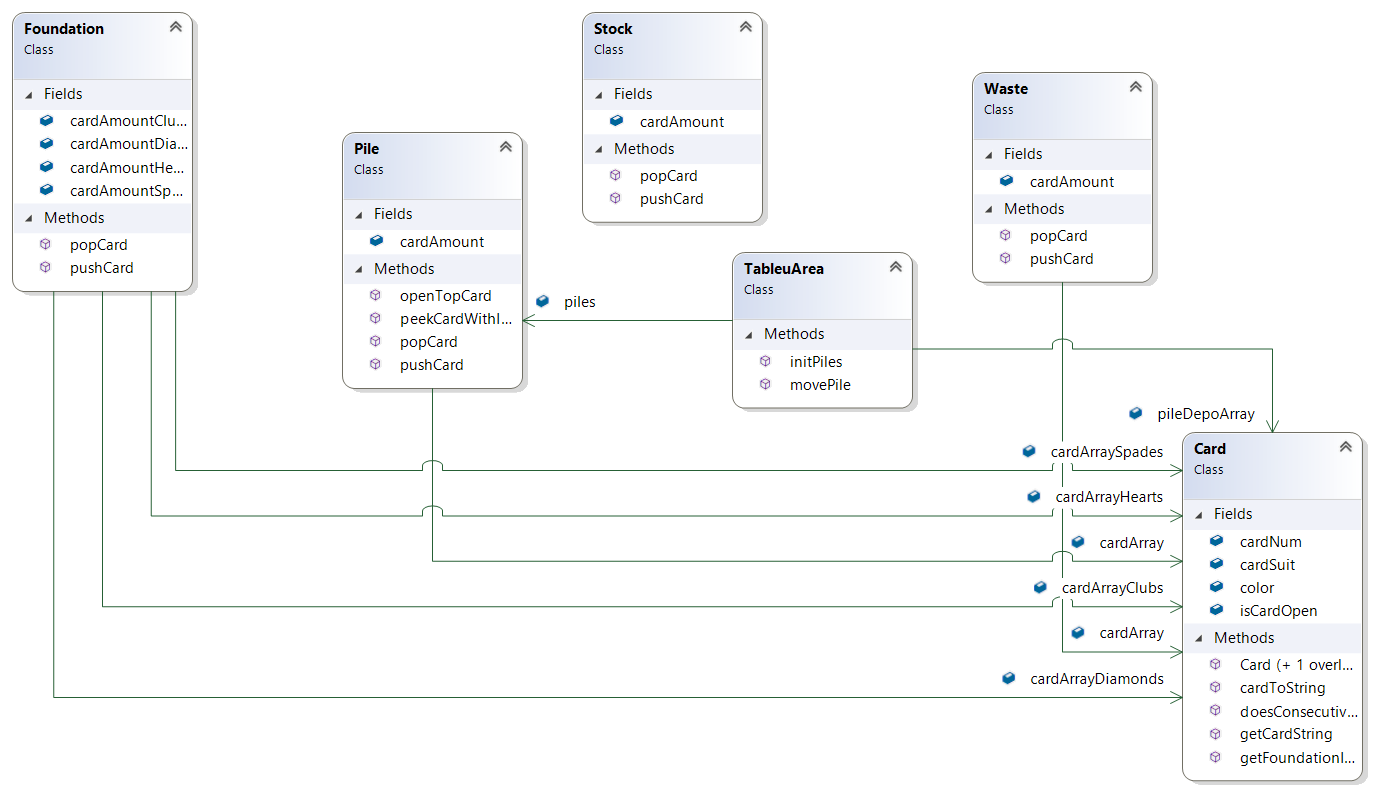 Foundation
Class
Fields
cardAmountClu...
cardAmountDia...
cardAmountHe...
cardAmountSp...
Methods
popCard
pushCard
Pile
Class
Fields
cardAmount
Methods
openTopCard
peekCardWithI...
popCard
pushCard
Stock
Class
Fields
cardAmount
Methods
popCard
pushCard
TableuArea
Class
Methods
initPiles
movePile
Waste
Class
Fields
cardAmount
Methods
popCard
pushCard
piles
pileDepoArray
cardArraySpades
cardArrayHearts
cardArray
cardArrayClubs
cardArray
cardArrayDiamonds
Card
Class
Fields
cardNum
cardSuit
color
isCardOpen
Methods
Card (+ 1 overl...
cardToString
doesConsecutiv...
getCardString
getFoundationI...